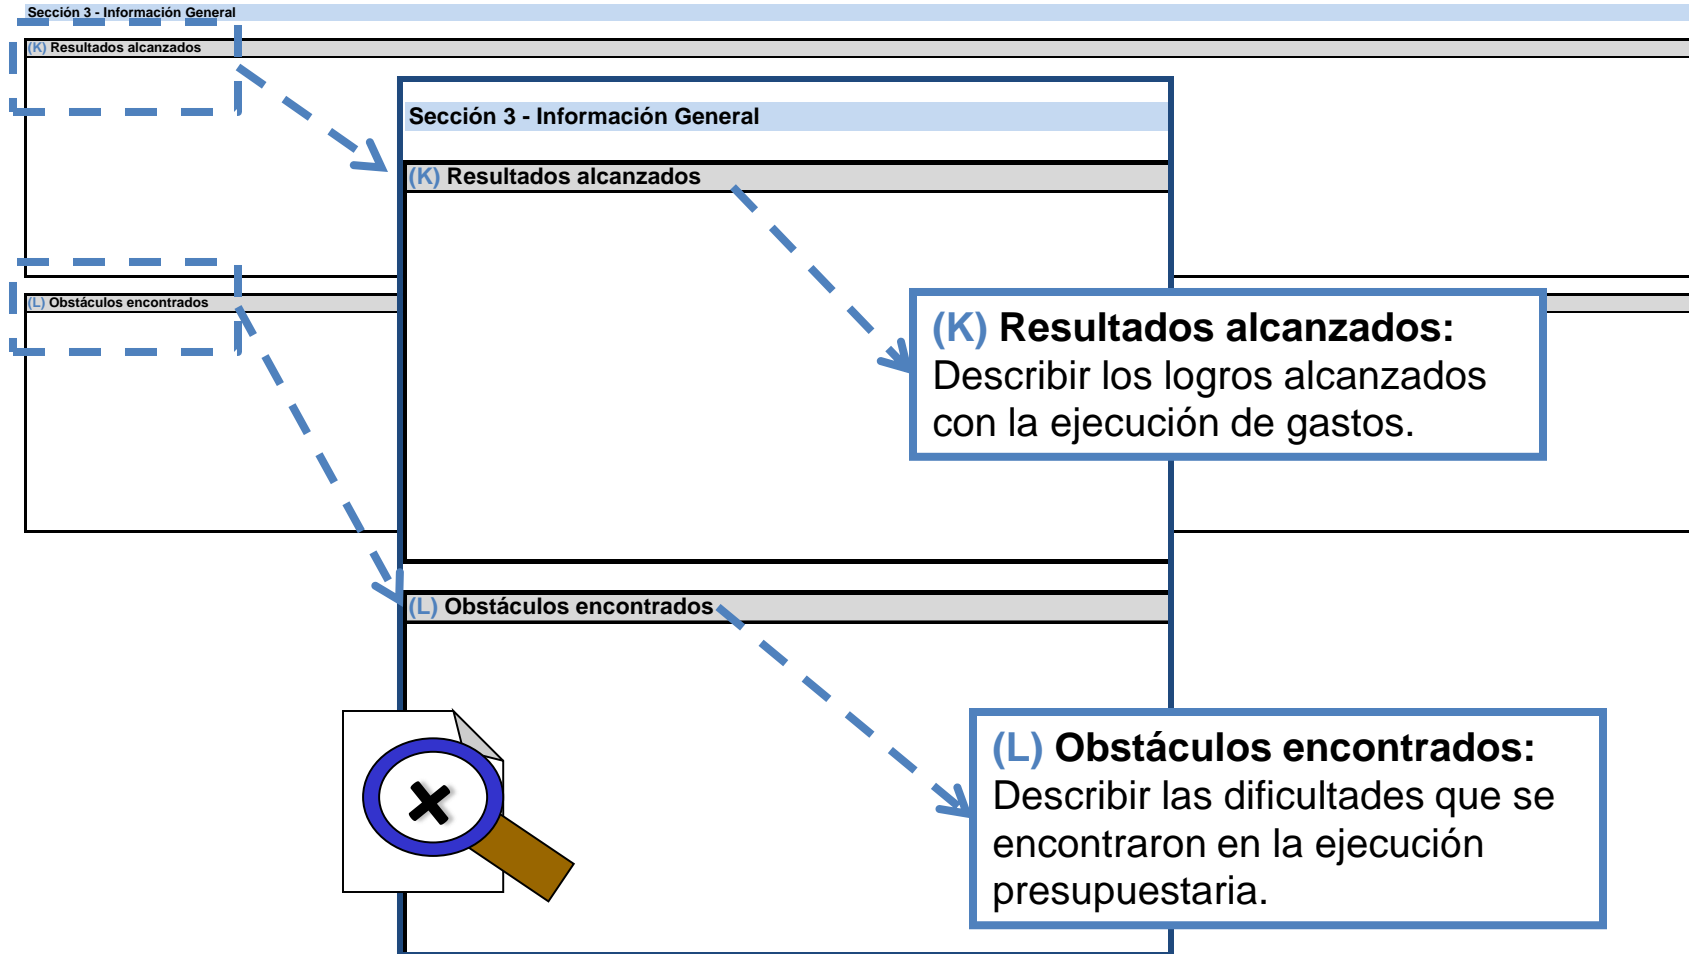 Sección 3 - Información General
(K) Resultados alcanzados
Sección 3 - Información General
(K) Resultados alcanzados
(L) Obstáculos encontrados
(K) Resultados alcanzados:
Describir los logros alcanzados
con la ejecución de gastos.
(L) Obstáculos encontrados
(L) Obstáculos encontrados:
Describir las dificultades que se
encontraron en la ejecución
presupuestaria.